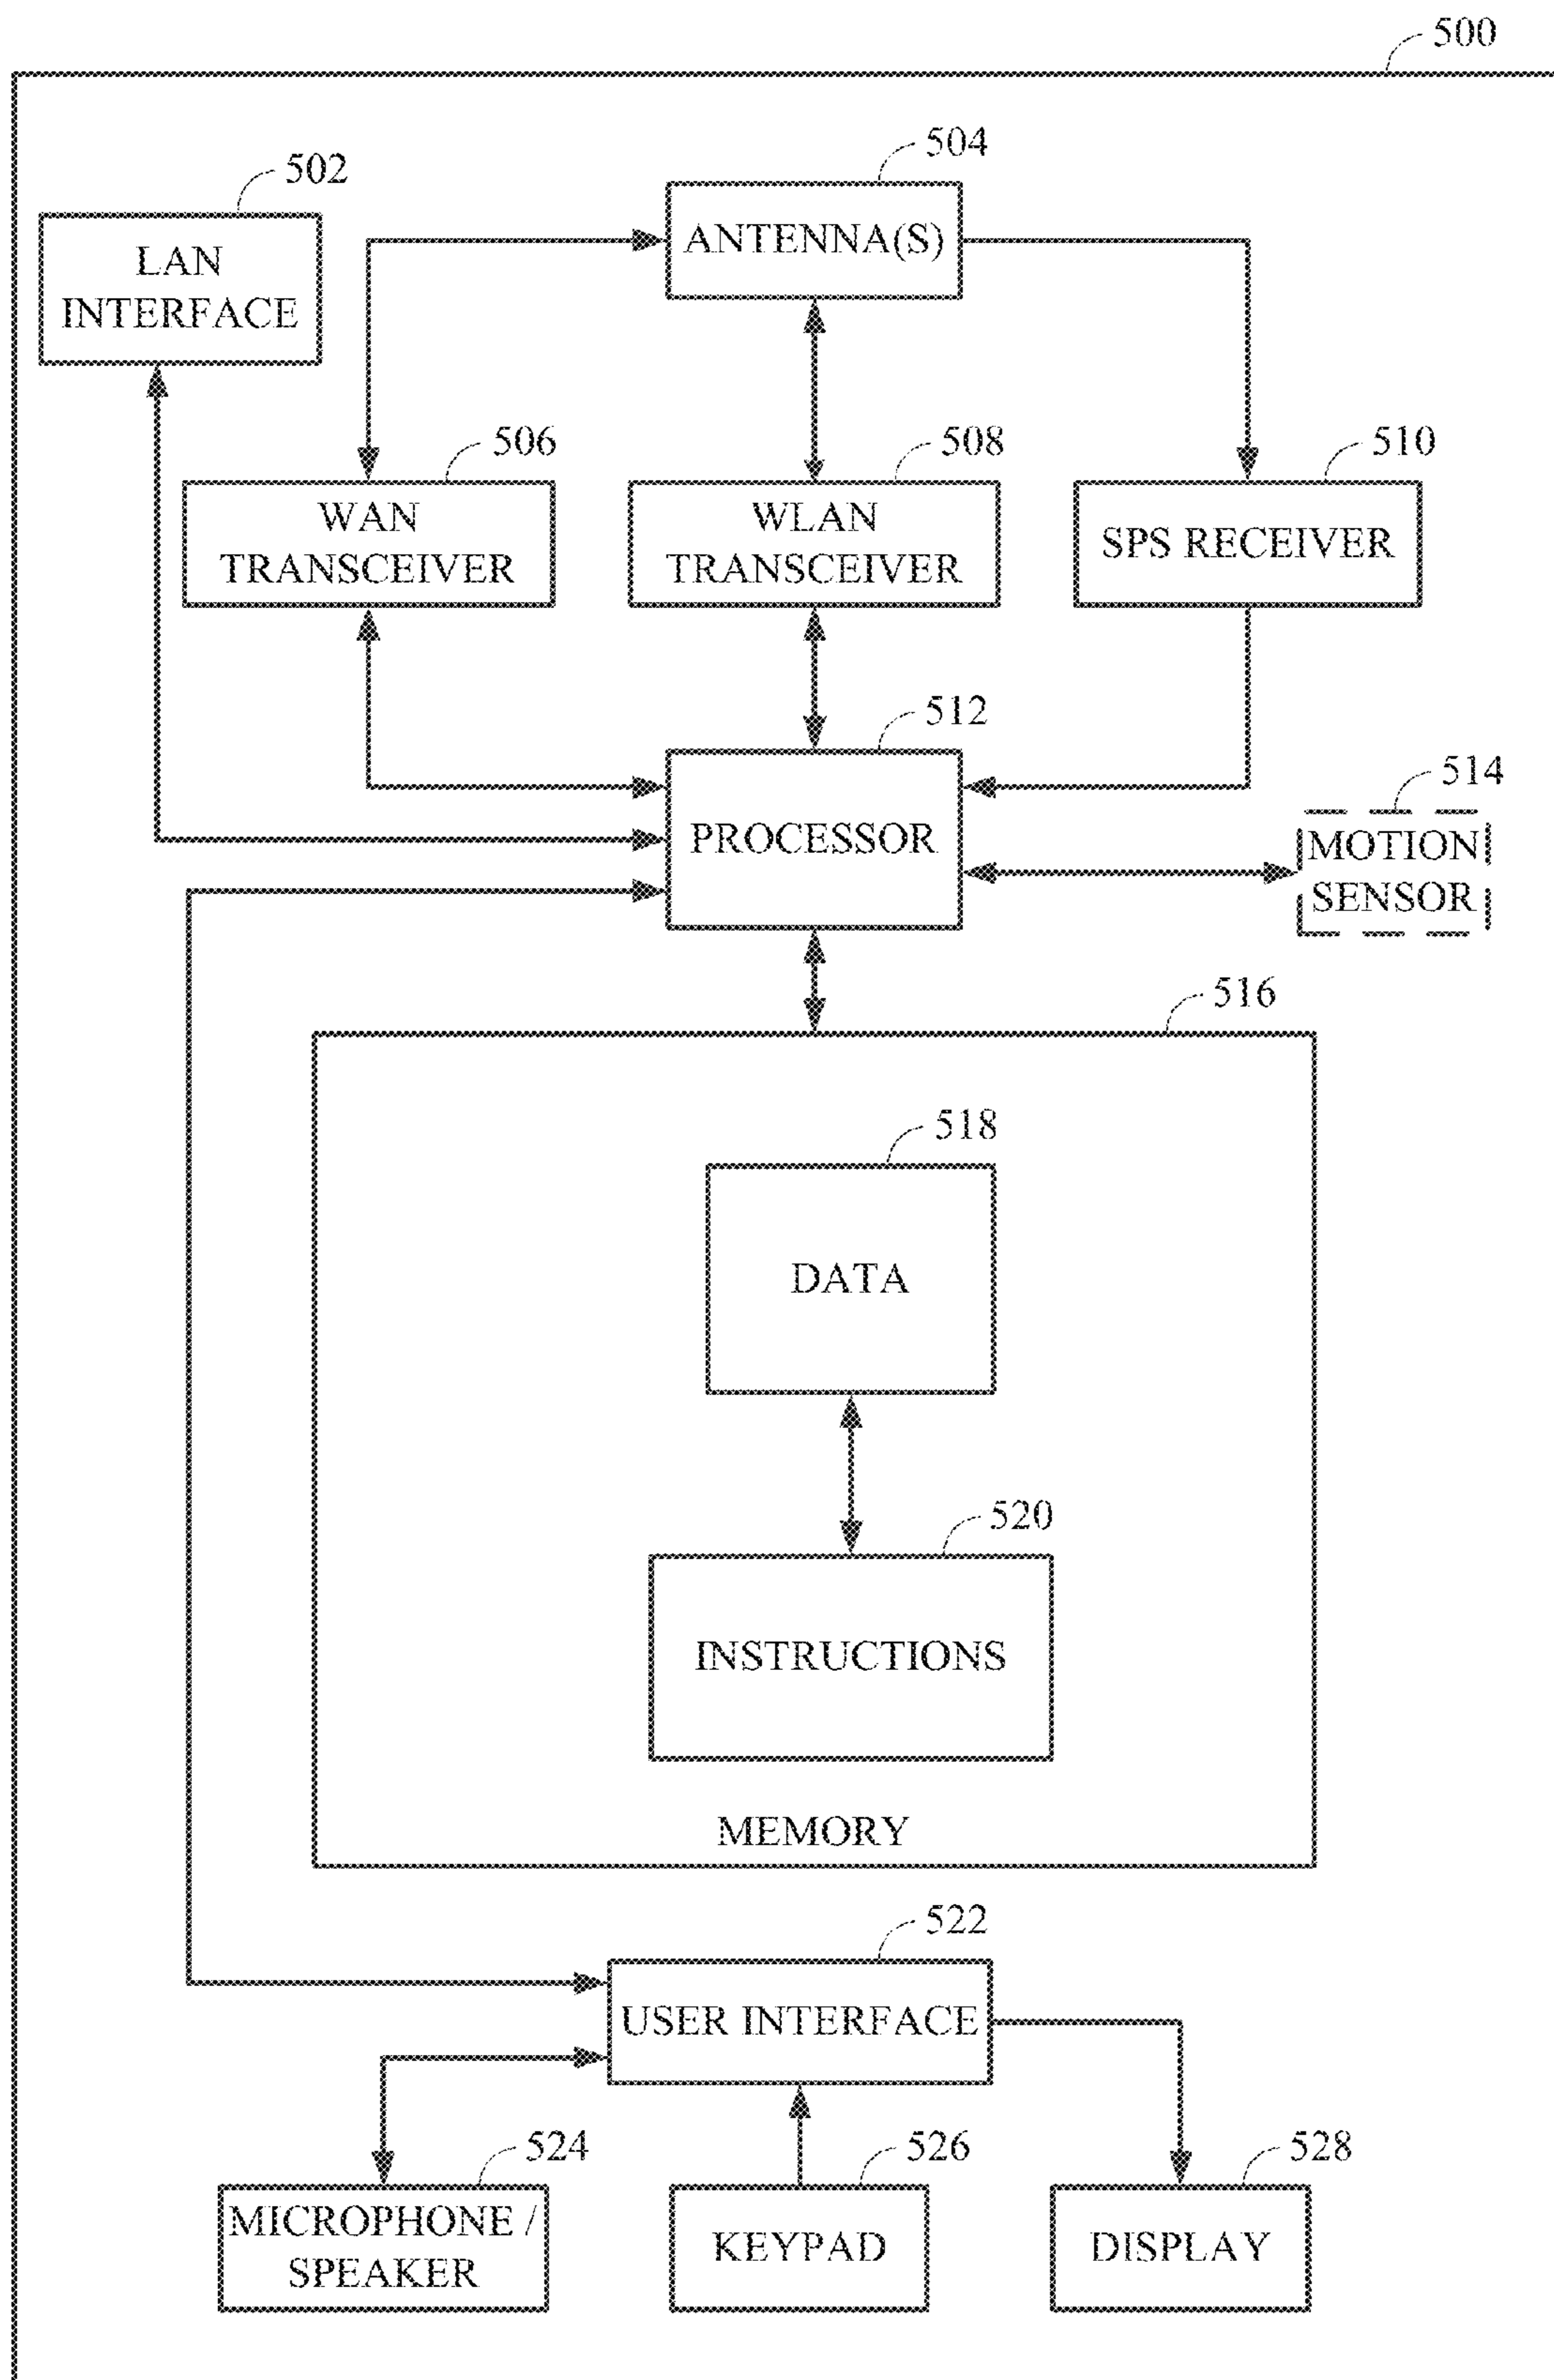 500
504
502
ANTENNA(S)
LAN
INTERFACE
506
508
510
WAN
TRANSCEIVER
WLAN
TRANSCEIVER
SPS RECEIVER
512
514
PROCESSOR
MOTION
SENSOR
516
518
DATA
520
INSTRUCTIONS
MEMORY
522
USER INTERFACE
524
526
528
MICROPHONE /
SPEAKER
KEYPAD
DISPLAY